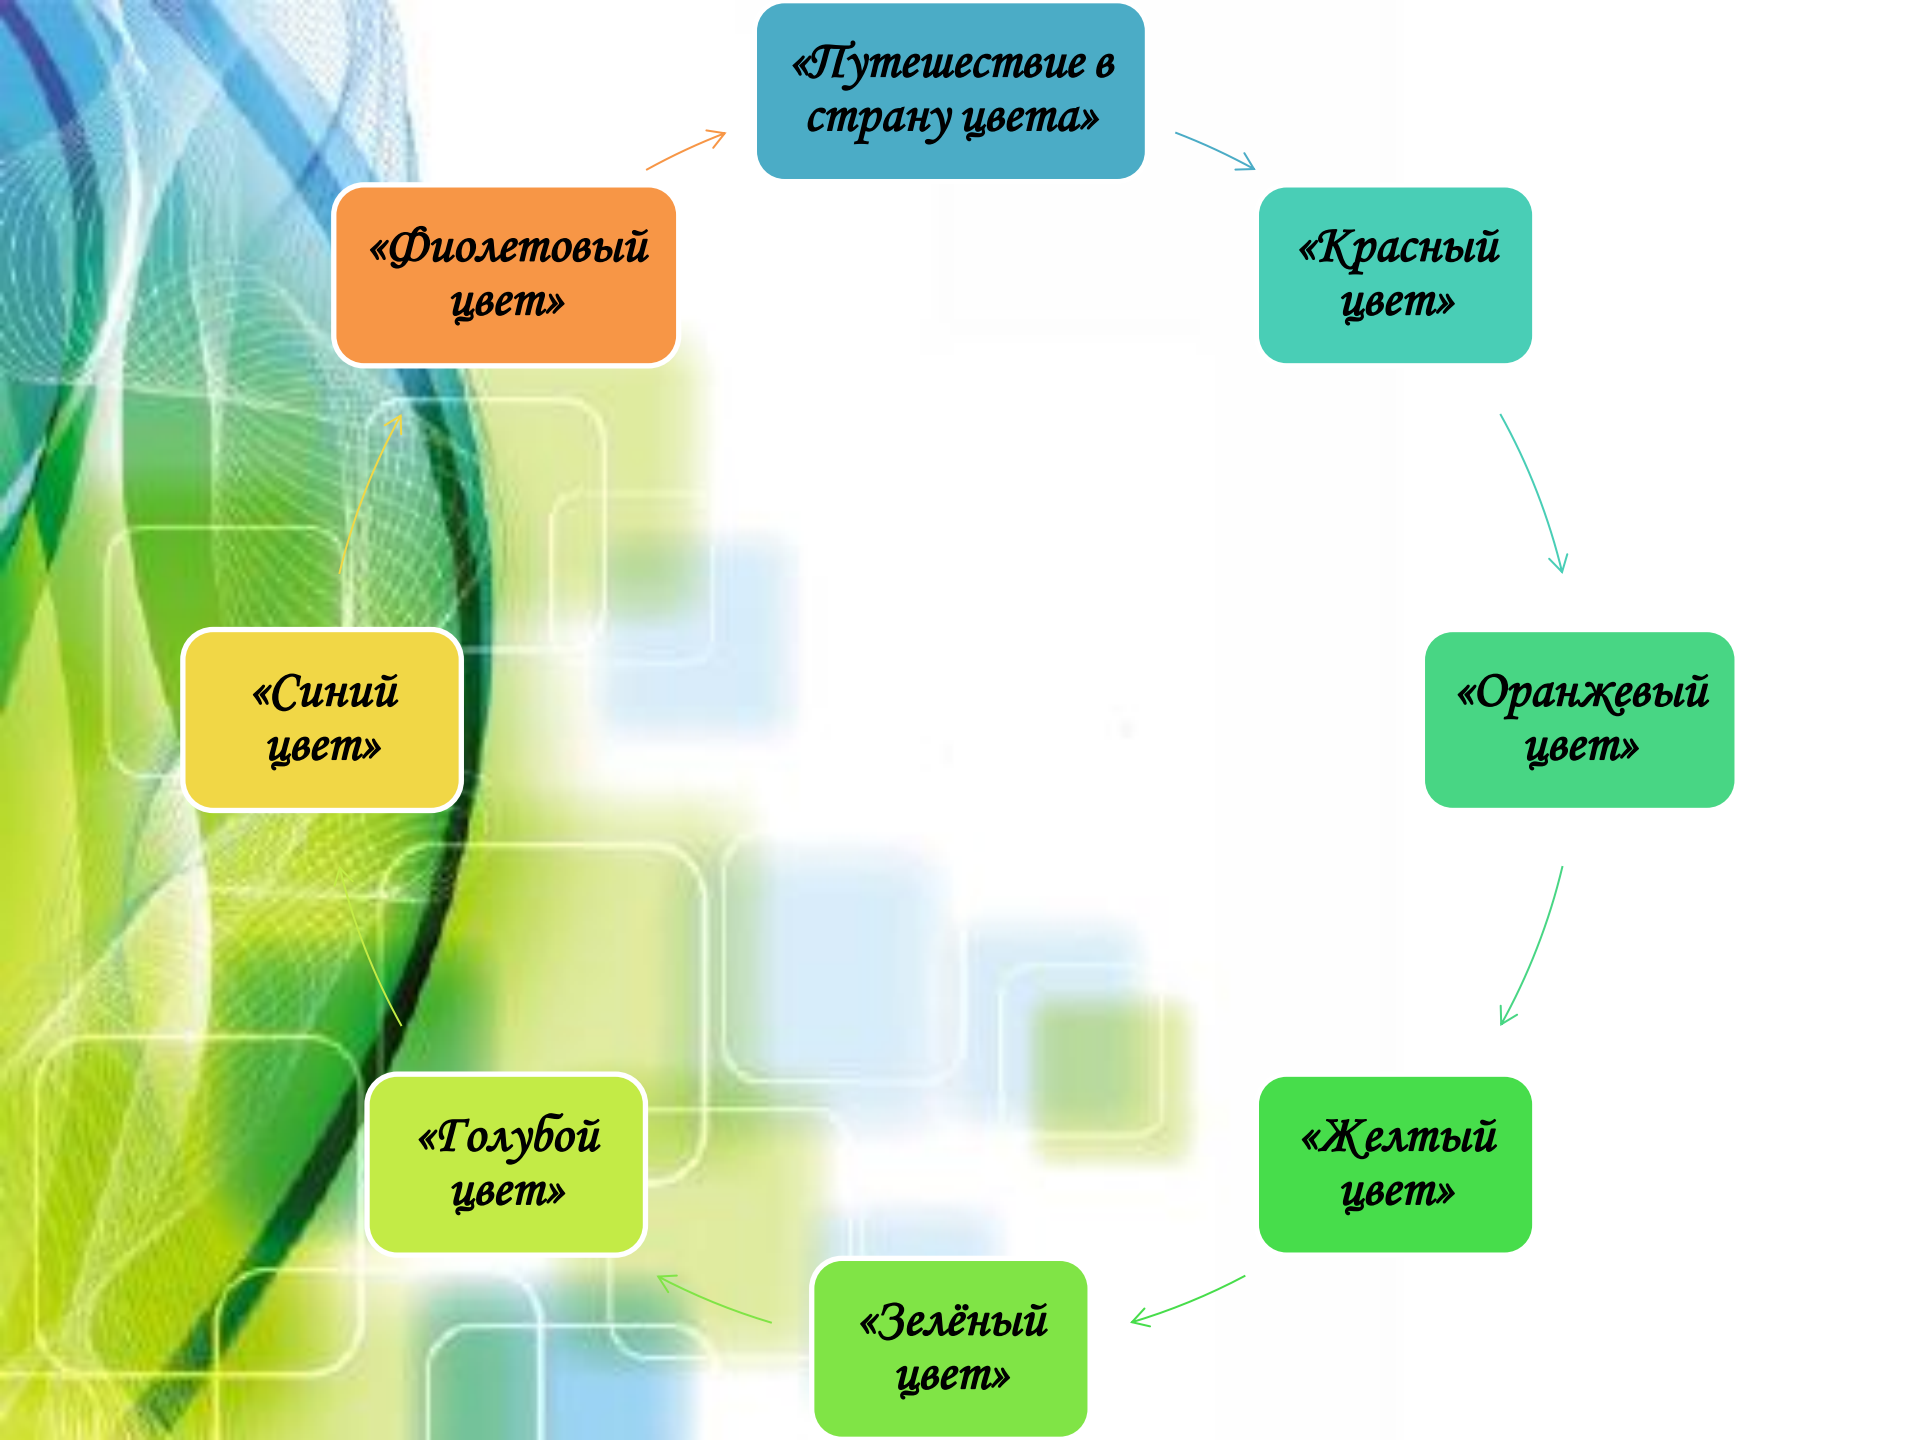 «Путешествие в
страну цвета»
«Красный
цвет»
«Оранжевый
цвет»
«Желтый
цвет»
«Зелёный
цвет»
«Голубой
цвет»
«Синий
цвет»
«Фиолетовый
цвет»